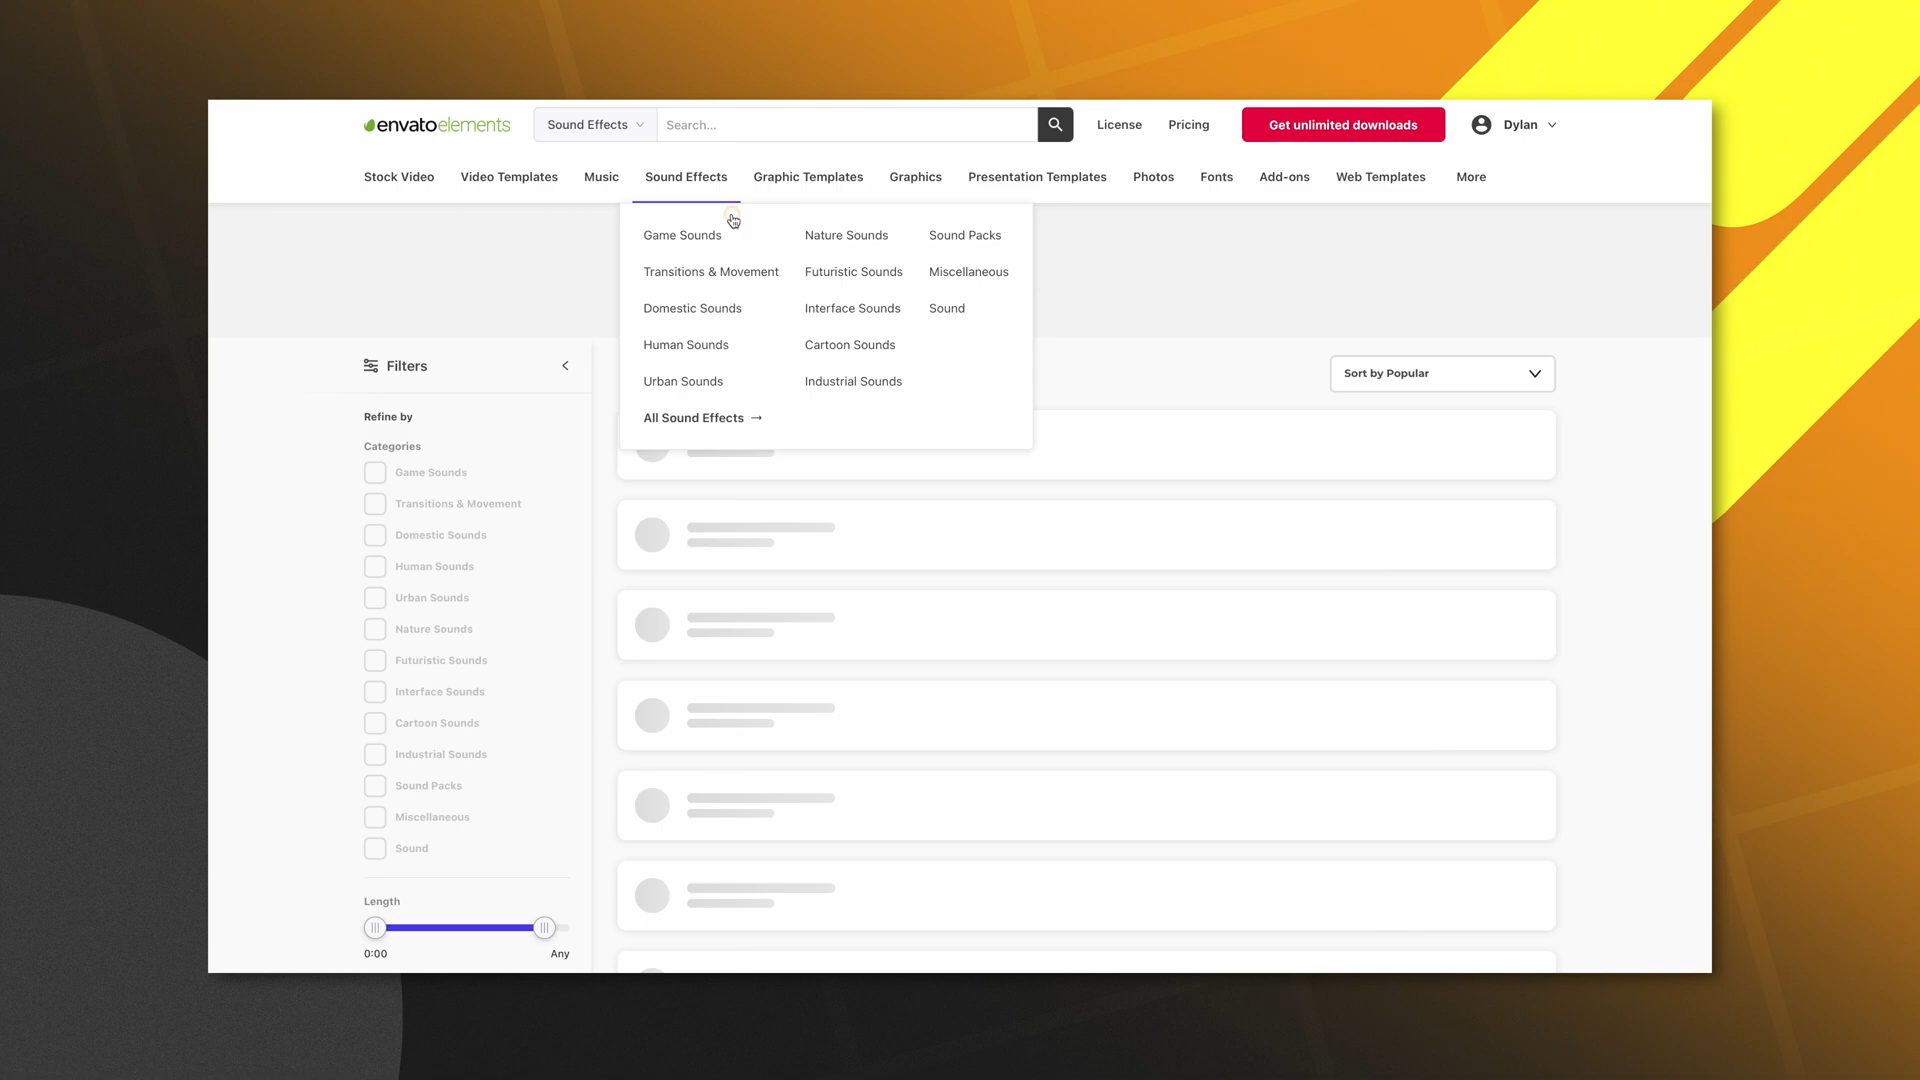 envatoelements
Sound Effects
Search...
License
Pricing
Get unlimited downloads
Dylan
Stock Video
Video Templates
Music
Sound Effects
Graphic Templates
Graphics
Presentation Templates
Photos
Fonts
Add-ons
Web Templates
More
Game Sounds
Nature Sounds
Sound Packs
Transitions & Movement
Futuristic Sounds
Miscellaneous
Domestic Sounds
Interface Sounds
Sound
Human Sounds
Cartoon Sounds
Urban Sounds
Industrial Sounds
All Sound Effects →
Filters
Sort by Popular
Refine by
Categories
Game Sounds
Transitions & Movement
Domestic Sounds
Human Sounds
Urban Sounds
Nature Sounds
Futuristic Sounds
Interface Sounds
Cartoon Sounds
Industrial Sounds
Sound Packs
Miscellaneous
Sound
Length
0:00
Any